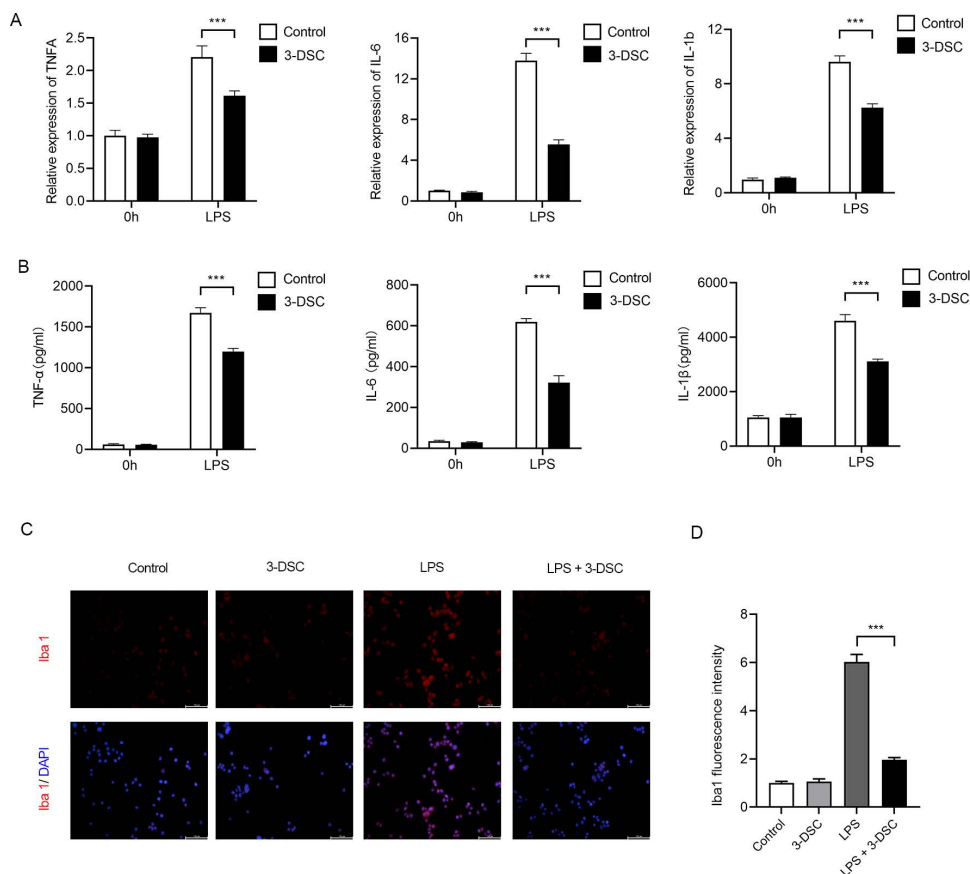 A
Relative expression of TNFA
2.5
2.0
1.5
1.0
0.5
0.0
0h
LPS
***
Control
3-DSC
Relative expression of IL-6
16
12
8
4
0
0h
LPS
***
Control
3-DSC
Relative expression of IL-1b
12
8
4
0
0h
LPS
***
Control
3-DSC
B
TNF-α(pg/ml)
2000
1500
1000
500
0
0h
LPS
***
Control
3-DSC
IL-6 (pg/ml)
800
600
400
200
0
0h
LPS
***
Control
3-DSC
IL-1β(pg/ml)
6000
4000
2000
0
0h
LPS
***
Control
3-DSC
C
Control
3-DSC
LPS
LPS + 3-DSC
Iba 1
Iba 1/ DAPI
D
Iba1 fluorescence intensity
8
6
4
2
0
***
Control
3-DSC
LPS
LPS + 3-DSC